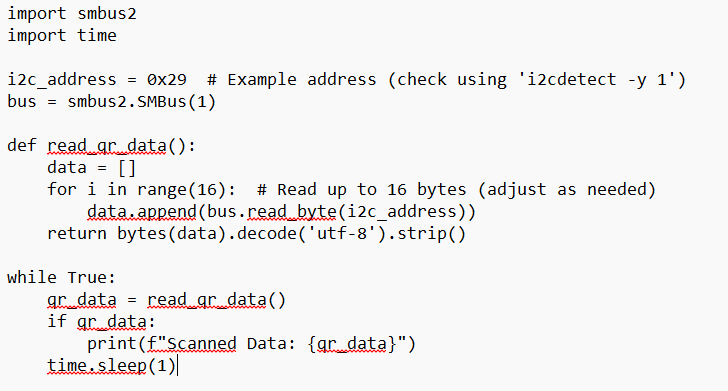 import smbus2
import time

i2c_address = 0x29  # Example address (check using 'i2cdetect -y 1')
bus = smbus2.SMBus(1)

def read_qr_data():
    data = []
    for i in range(16):  # Read up to 16 bytes (adjust as needed)
        data.append(bus.read_byte(i2c_address))
    return bytes(data).decode('utf-8').strip()

while True:
    qr_data = read_qr_data()
    if qr_data:
        print(f"Scanned Data: {qr_data}")
    time.sleep(1)